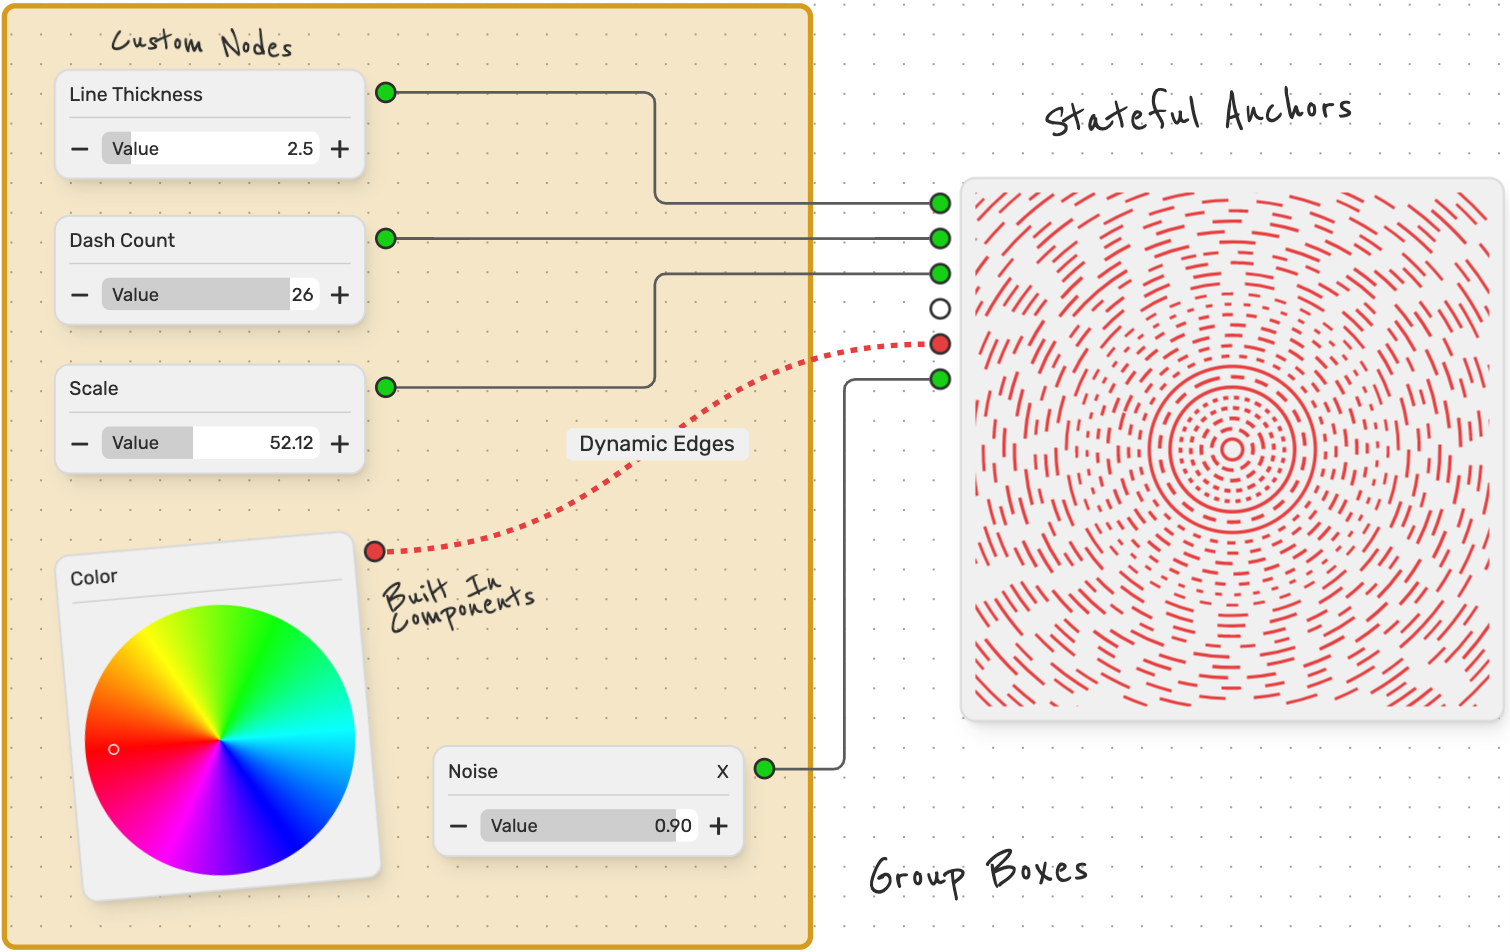 Custom Nodes
Line Thickness
− Value 2.5 +
Dash Count
− Value 26 +
Scale
− Value 52.12 +
Dynamic Edges
Color
Built In
Components
Noise X
− Value 0.90 +
Stateful Anchors
Group Boxes